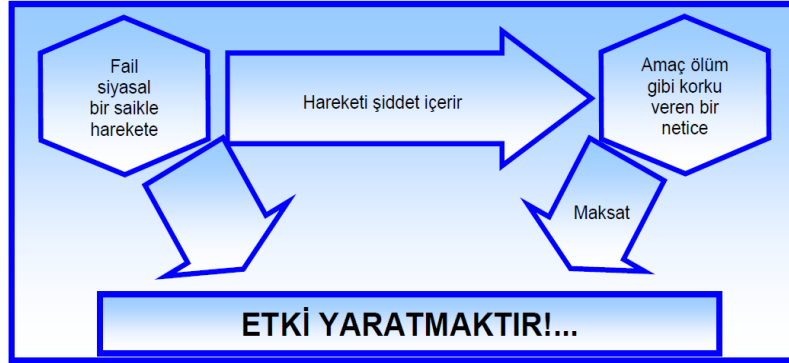 Fail
siyasal
bir saikle
harekete
Hareketi şiddet içerir
Amaç ölüm
gibi korku
veren bir
netice
Maksat
ETKİ YARATMAKTIR!...